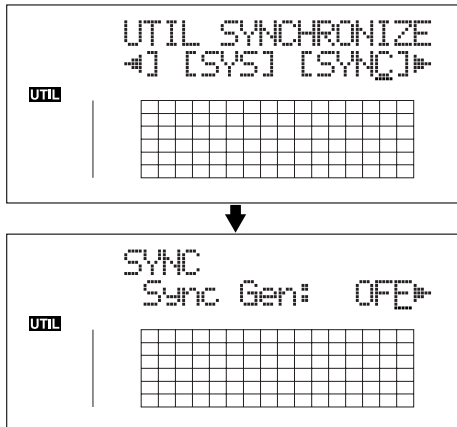 UTIL SYNCHRONIZE
◀] [SYS] [SYNC]▶
UTIL
SYNC
Sync Gen: OFF▶
UTIL